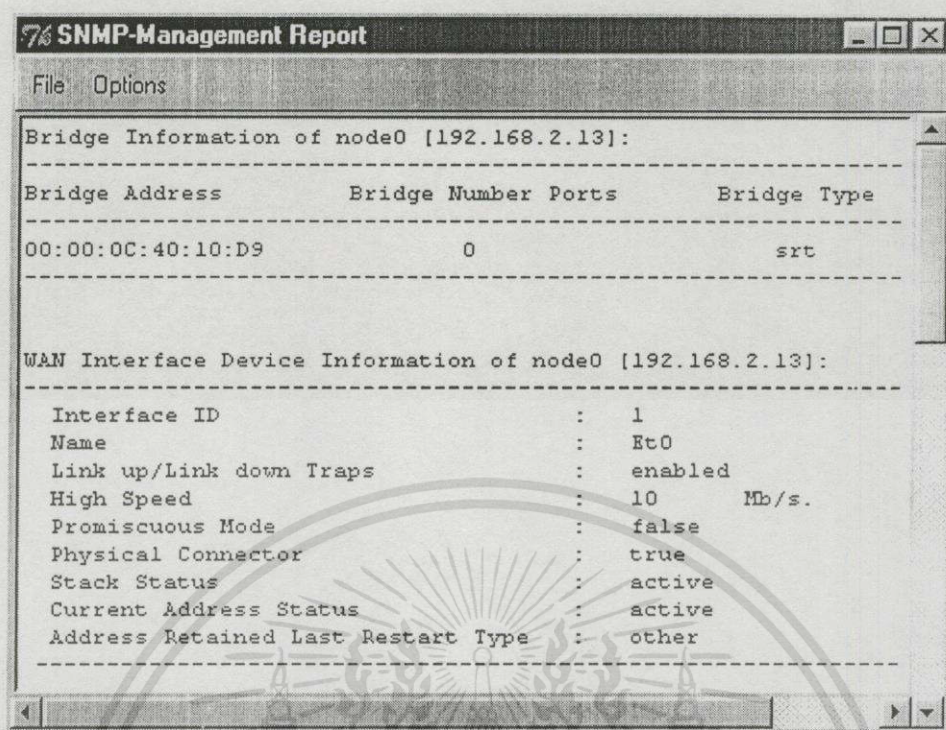 SNMP-Management Report
File Options
Bridge Information of node0 [192.168.2.13]:
Bridge Address Bridge Number Ports Bridge Type
00:00:0C:40:10:D9 0 srt
WAN Interface Device Information of node0 [192.168.2.13]:
Interface ID : 1
Name : Et0
Link up/Link down Traps : enabled
High Speed : 10 Mb/s.
Promiscuous Mode : false
Physical Connector : true
Stack Status : active
Current Address Status : active
Address Retained Last Restart Type : other